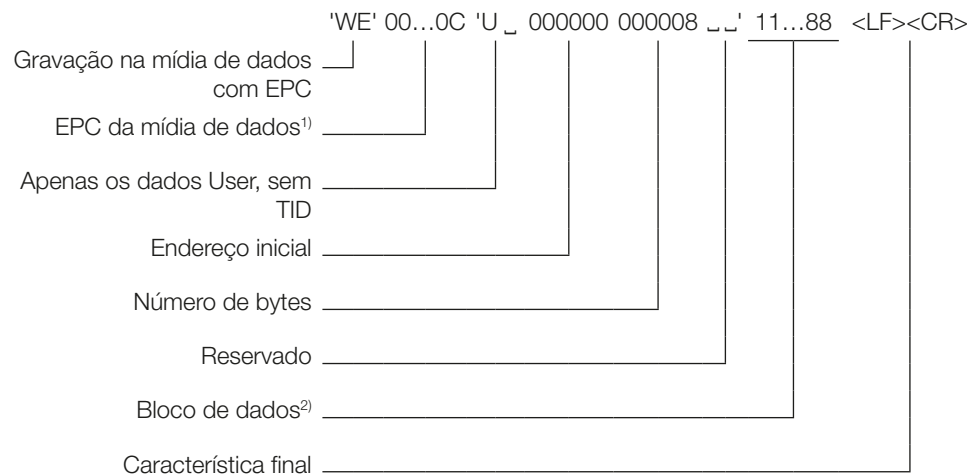 'WE' 00...0C 'U ␣ 000000 000008 ␣␣' 11...88 <LF><CR>
Gravação na mídia de dados
com EPC
EPC da mídia de dados¹⁾
Apenas os dados User, sem
TID
Endereço inicial
Número de bytes
Reservado
Bloco de dados²⁾
Característica final